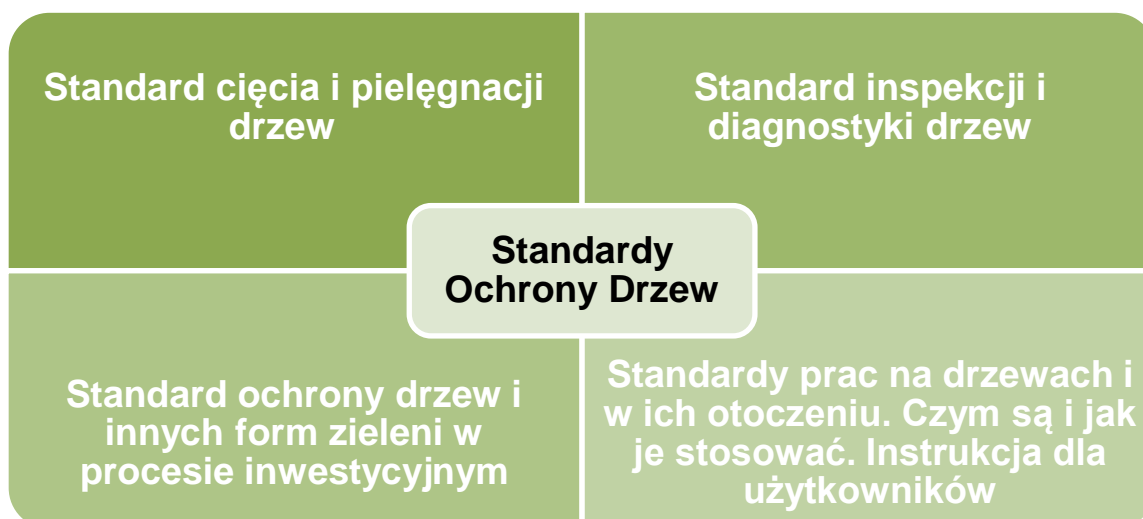 Standard cięcia i pielęgnacji
drzew
Standard inspekcji i
diagnostyki drzew
Standardy
Ochrony Drzew
Standard ochrony drzew i
innych form zieleni w
procesie inwestycyjnym
Standardy prac na drzewach i
w ich otoczeniu. Czym są i jak
je stosować. Instrukcja dla
użytkowników